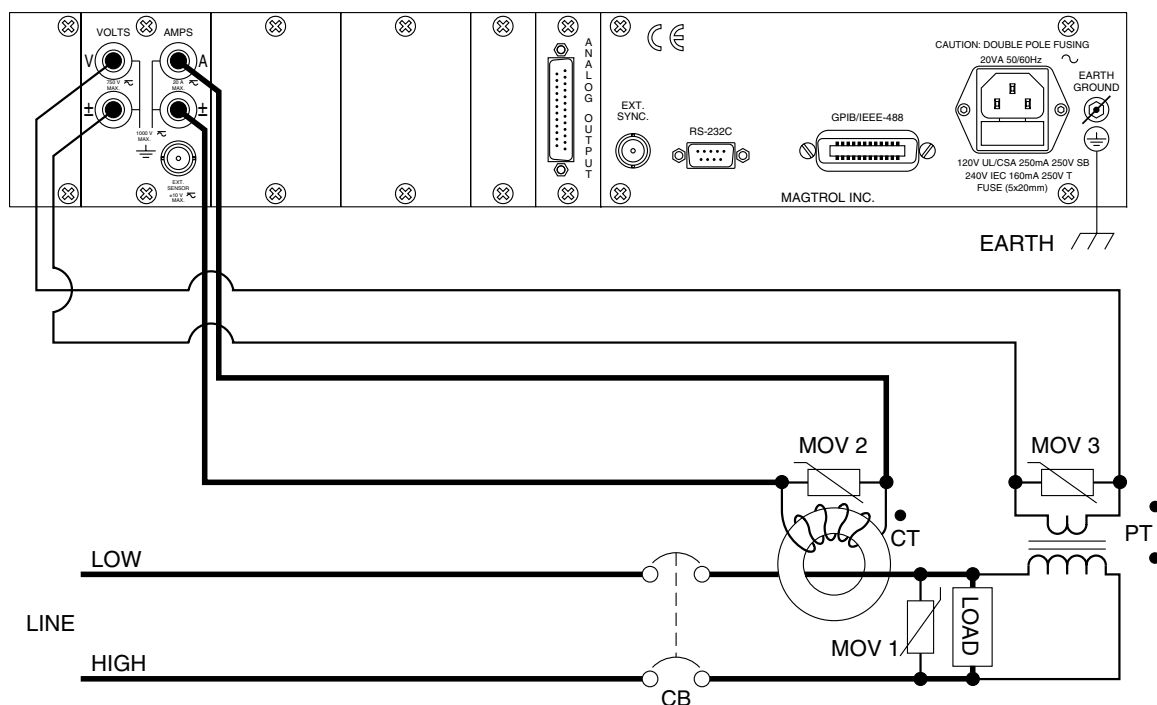 VOLTS
AMPS
V
A
750 V
MAX.
20 A
MAX.
±
±
1000 V
MAX.
EXT.
SENSOR
±10 V
MAX.
ANALOG OUTPUT
CE
EXT.
SYNC.
RS-232C
GPIB/IEEE-488
CAUTION: DOUBLE POLE FUSING
20VA 50/60Hz
EARTH
GROUND
120V UL/CSA 250mA 250V SB
240V IEC 160mA 250V T
FUSE (5x20mm)
MAGTROL INC.
EARTH
MOV 2
MOV 3
CT
PT
LOW
LINE
MOV 1
LOAD
HIGH
CB